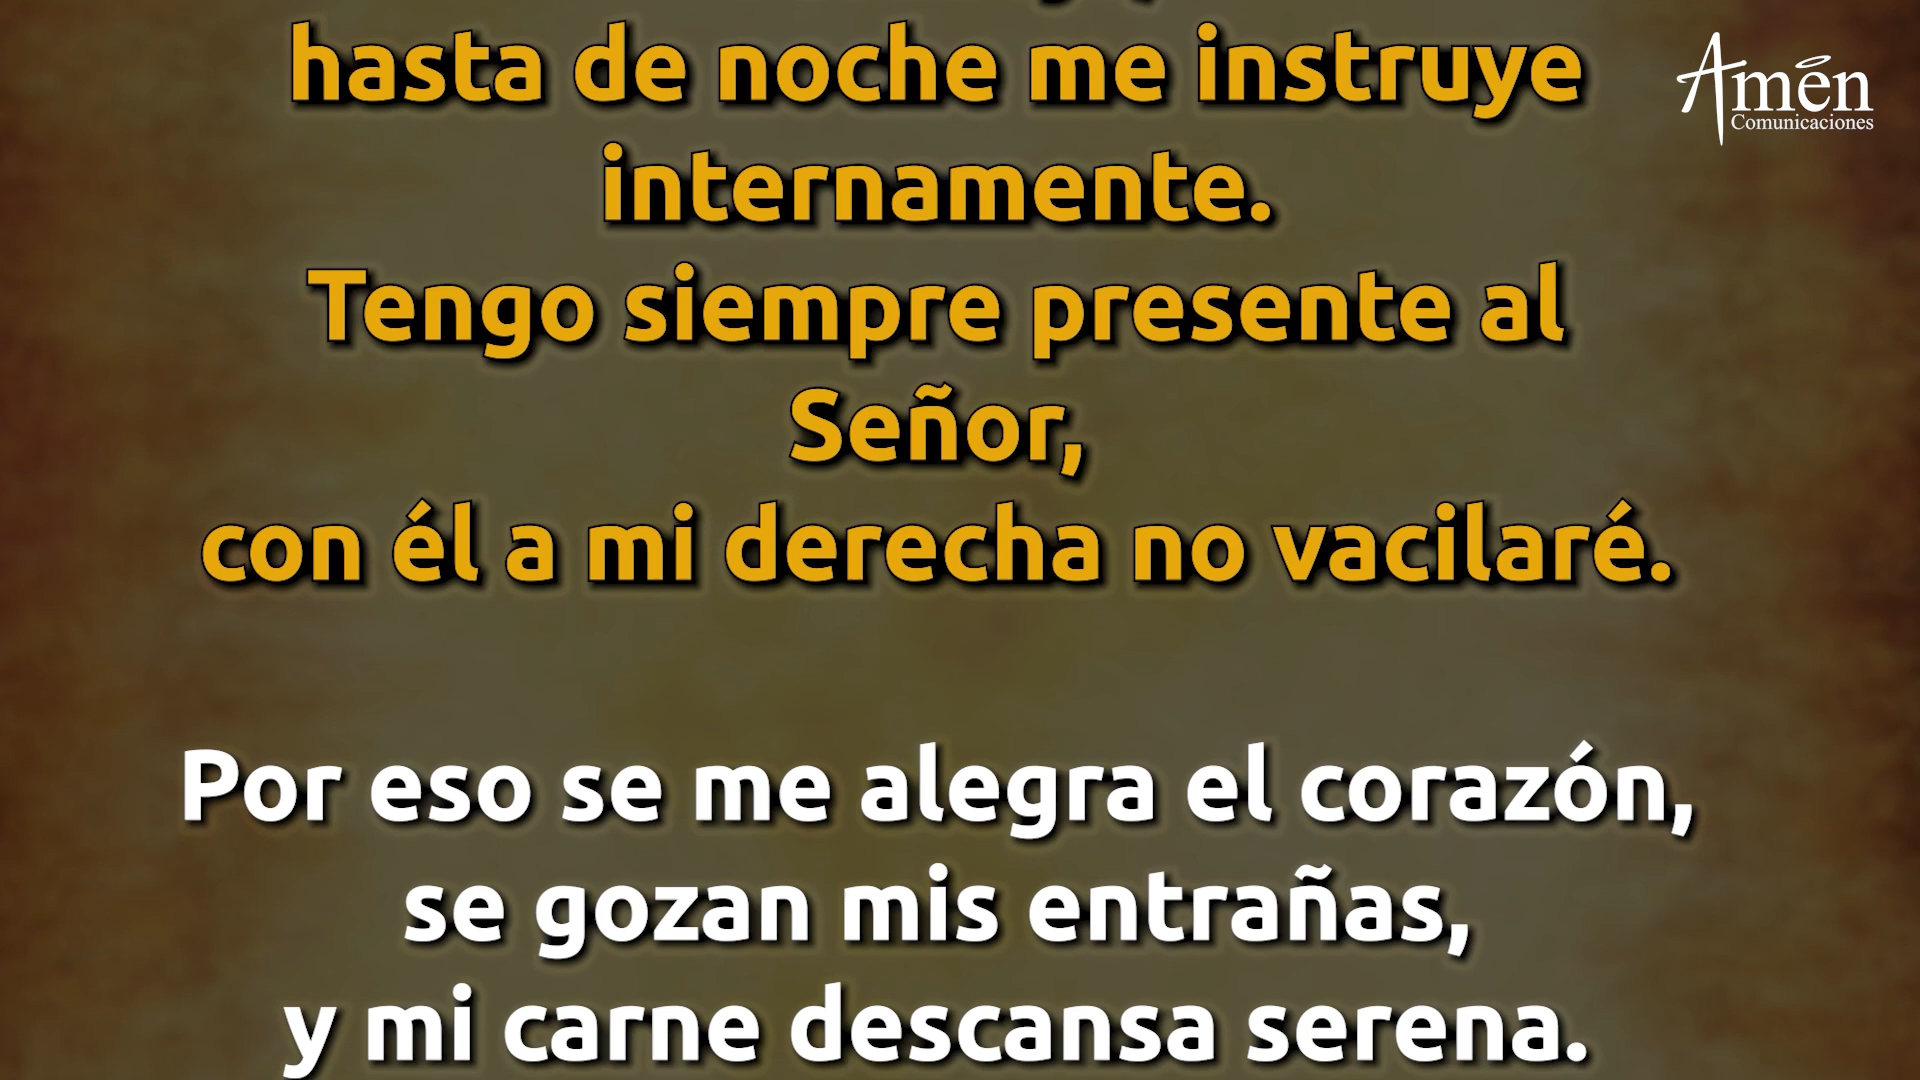 hasta de noche me instruye
internamente.
Tengo siempre presente al
Señor,
con él a mi derecha no vacilaré.
Por eso se me alegra el corazón,
se gozan mis entrañas,
y mi carne descansa serena.
Amén
Comunicaciones